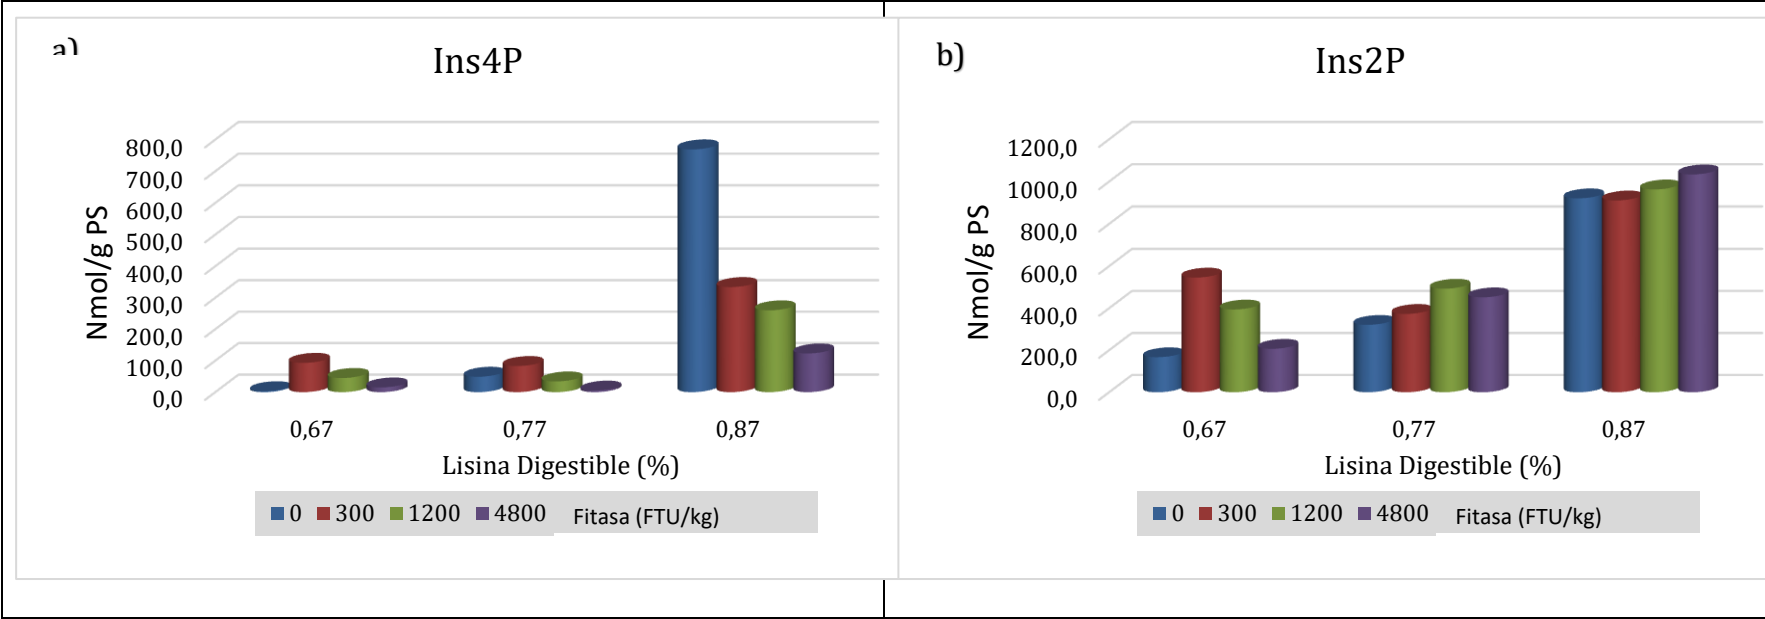 a)
Ins4P
Nmol/g PS
800,0
700,0
600,0
500,0
400,0
300,0
200,0
100,0
0,0
0,67 0,77 0,87
Lisina Digestible (%)
0 300 1200 4800 Fitasa (FTU/kg)
b)
Ins2P
Nmol/g PS
1200,0
1000,0
800,0
600,0
400,0
200,0
0,0
0,67 0,77 0,87
Lisina Digestible (%)
0 300 1200 4800 Fitasa (FTU/kg)